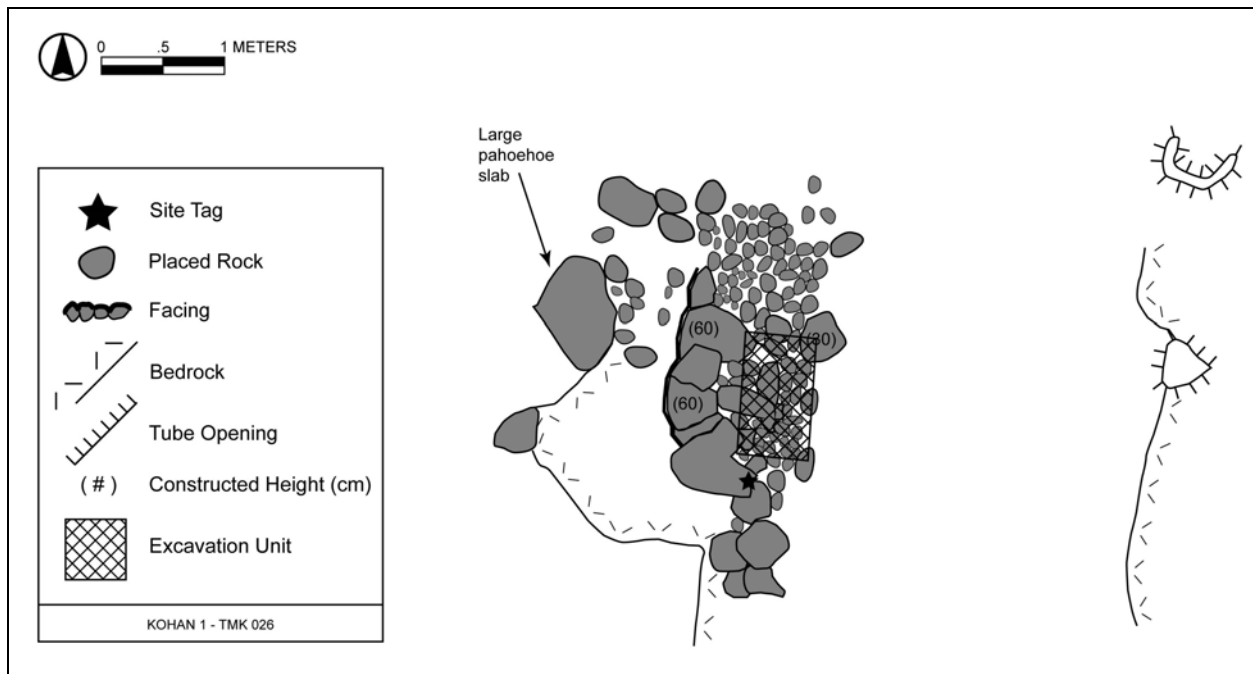 0 .5 1 METERS
Large
pahoehoe
slab
Site Tag
Placed Rock
Facing
Bedrock
Tube Opening
( # ) Constructed Height (cm)
Excavation Unit
KOHAN 1 - TMK 026
(60)
(30)
(60)